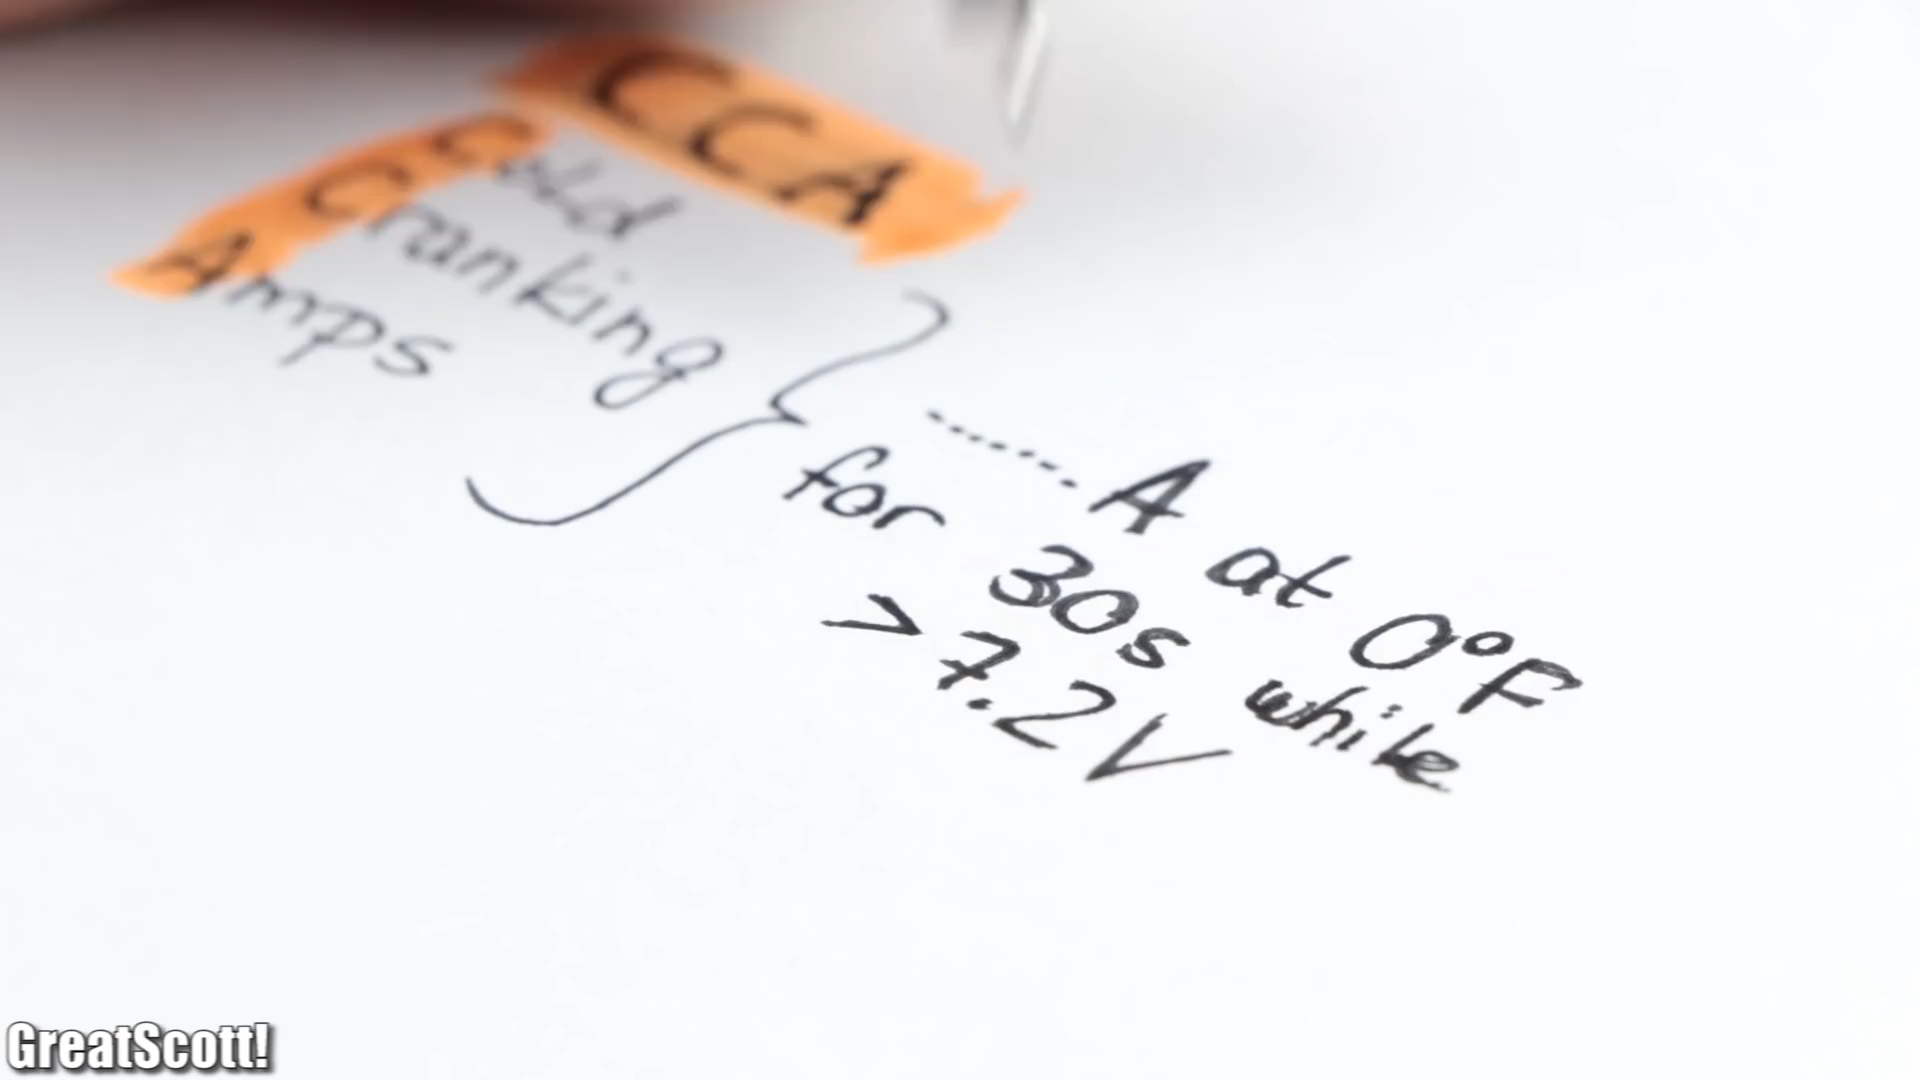 CCA
Cold
Cranking
Amps
...... A at 0°F
for 30s while
> 7.2V
GreatScott!